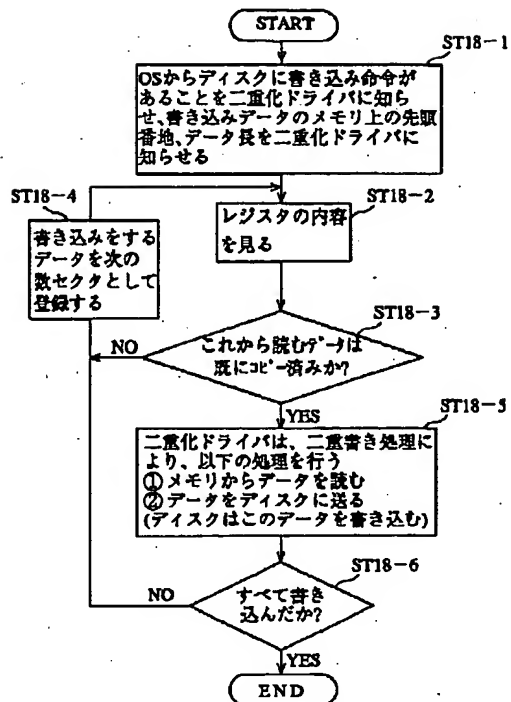 START
ST18-1
OSからディスクに書き込み命令が
あることを二重化ドライバに知ら
せ、書き込みデータのメモリ上の先頭
番地、データ長を二重化ドライバに
知らせる
ST18-4
ST18-2
書き込みをする
データを次の
数セクタとして
登録する
レジスタの内容
を見る
ST18-3
NO
これから読むデータは
既にコピー済みか?
YES
ST18-5
二重化ドライバは、二重書き処理に
より、以下の処理を行う
①メモリからデータを読む
②データをディスクに送る
(ディスクはこのデータを書き込む)
ST18-6
NO
すべて書き
込んだか?
YES
END